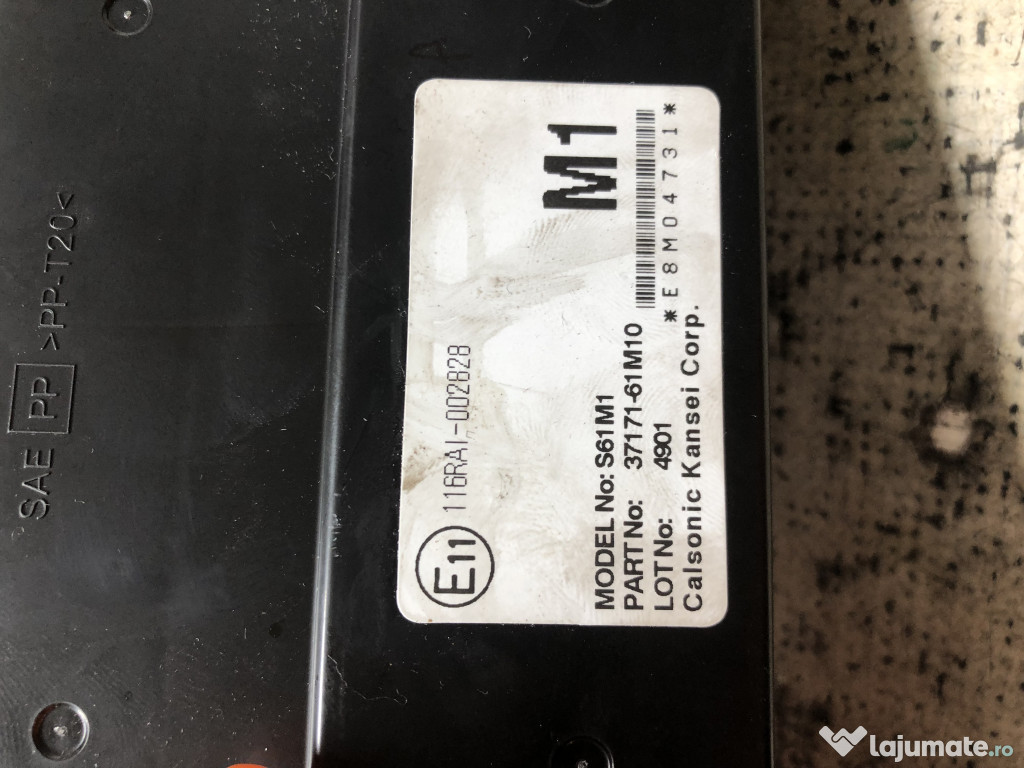 SAE PP >PP-T20<
E11 116RAI-002828
M1
MODEL No: S61M1
PART No: 37171-61M10
LOT No: 4901
*E8M04731*
Calsonic Kansei Corp.
lajumate.ro